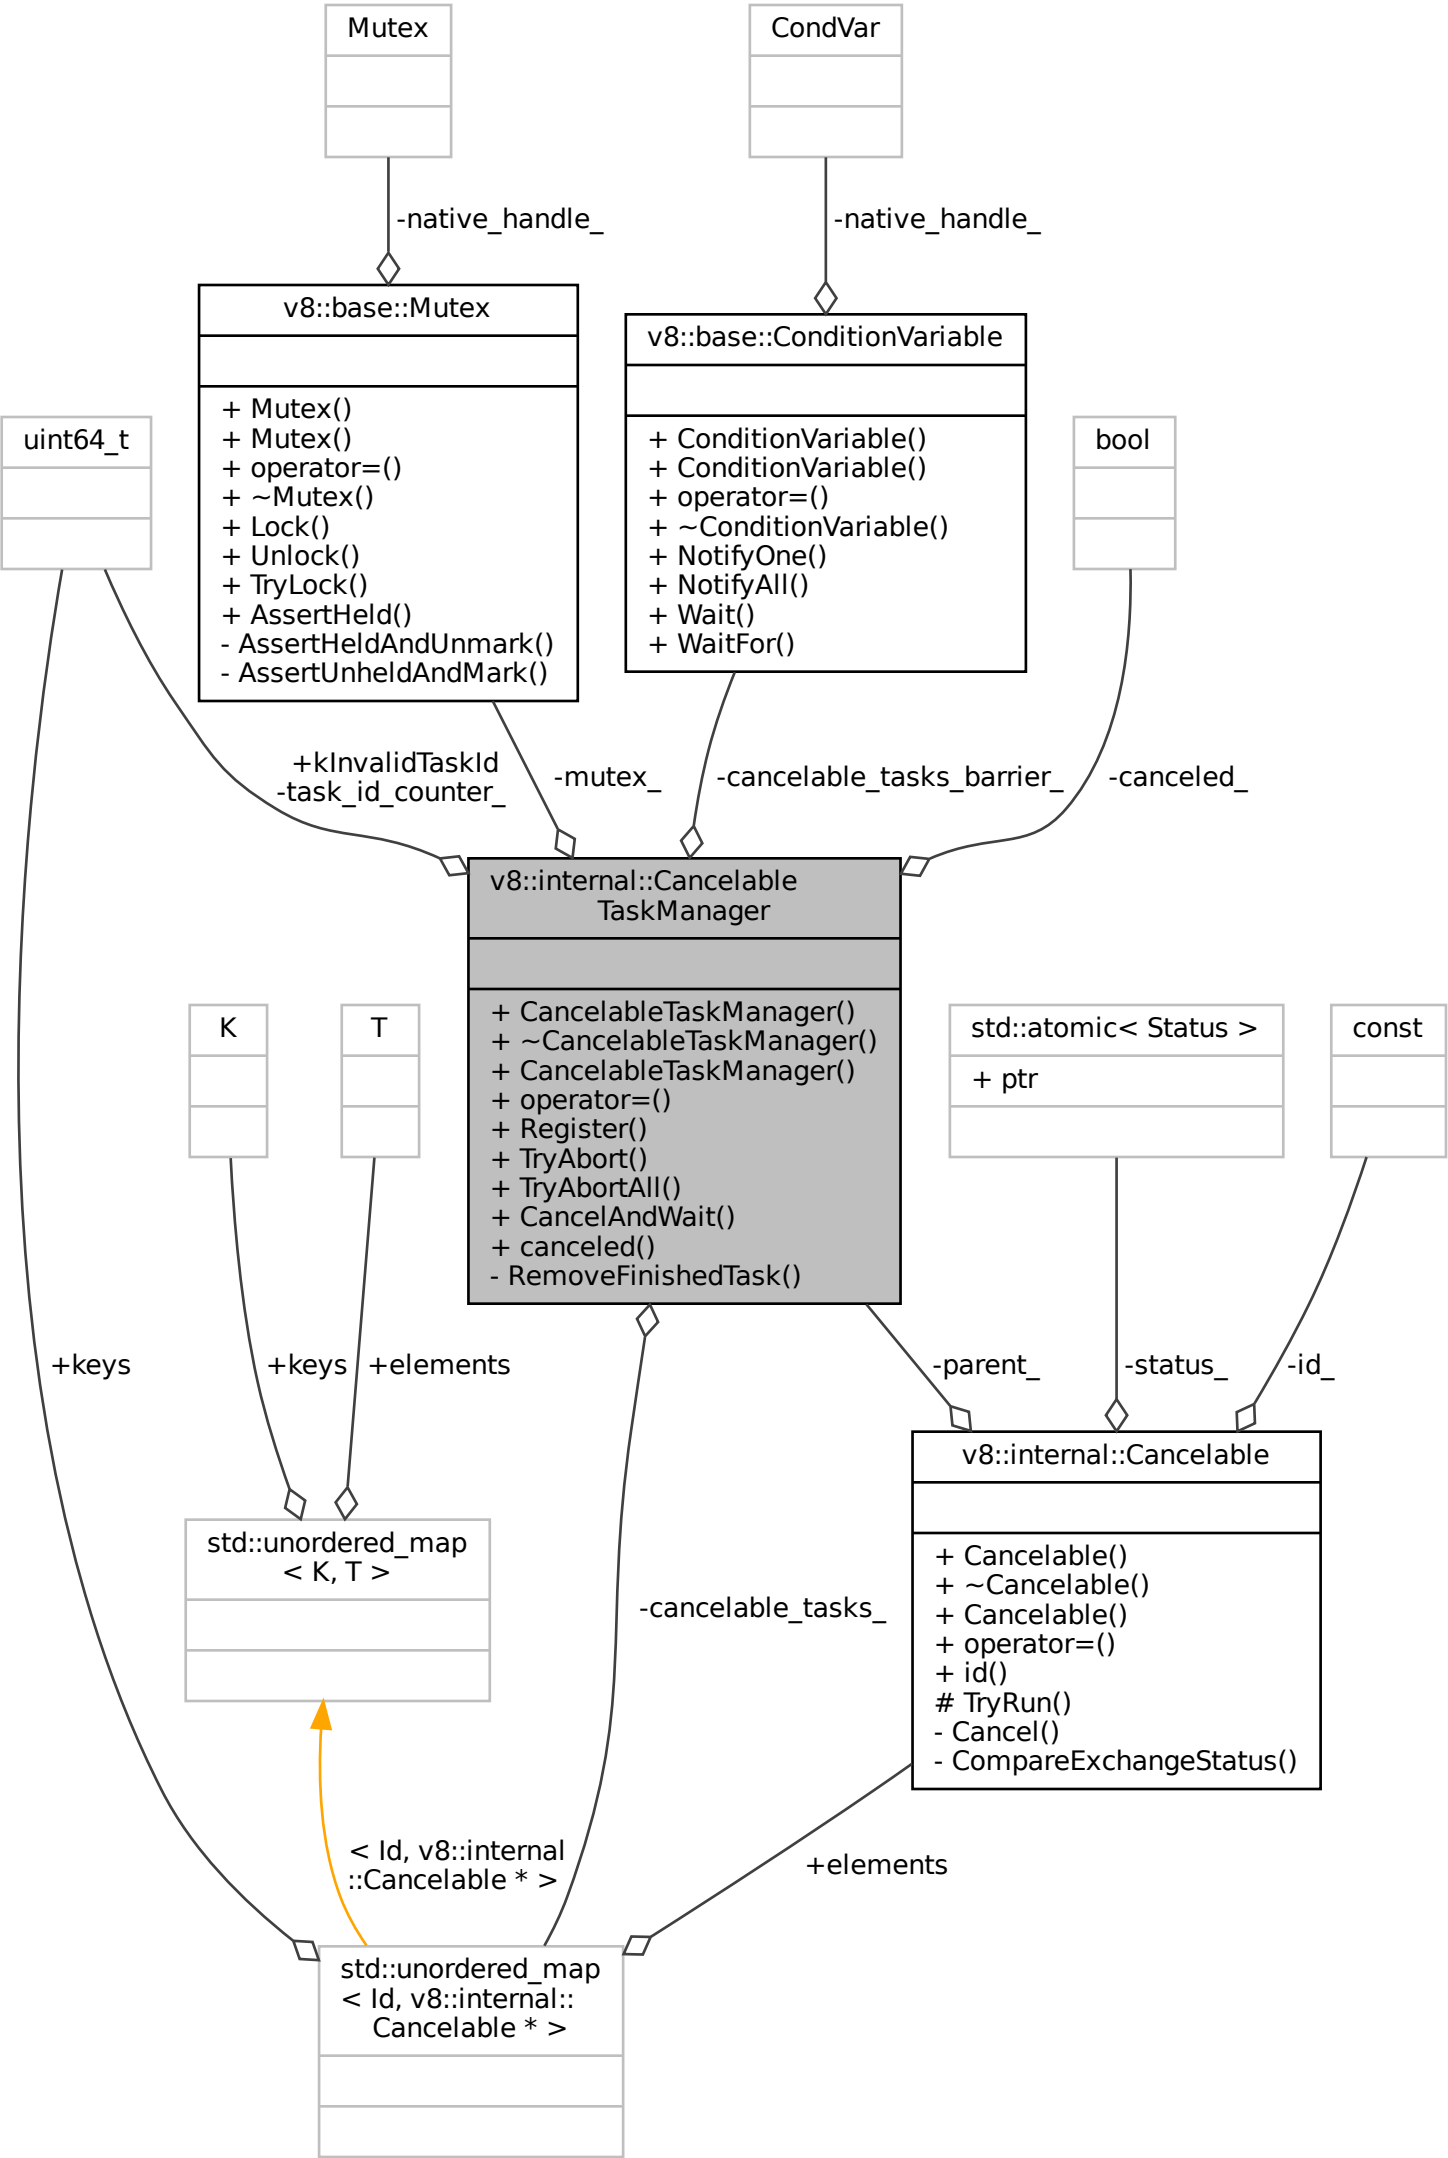 Mutex
CondVar
-native_handle_
-native_handle_
v8::base::Mutex
+ Mutex()
+ Mutex()
+ operator=()
+ ~Mutex()
+ Lock()
+ Unlock()
+ TryLock()
+ AssertHeld()
- AssertHeldAndUnmark()
- AssertUnheldAndMark()
v8::base::ConditionVariable
+ ConditionVariable()
+ ConditionVariable()
+ operator=()
+ ~ConditionVariable()
+ NotifyOne()
+ NotifyAll()
+ Wait()
+ WaitFor()
uint64_t
bool
+kInvalidTaskId
-task_id_counter_
-mutex_
-cancelable_tasks_barrier_
-canceled_
v8::internal::Cancelable
TaskManager
+ CancelableTaskManager()
+ ~CancelableTaskManager()
+ CancelableTaskManager()
+ operator=()
+ Register()
+ TryAbort()
+ TryAbortAll()
+ CancelAndWait()
+ canceled()
- RemoveFinishedTask()
K
T
std::atomic< Status >
+ ptr
const
+keys
+keys
+elements
-parent_
-status_
-id_
std::unordered_map
< K, T >
v8::internal::Cancelable
+ Cancelable()
+ ~Cancelable()
+ Cancelable()
+ operator=()
+ id()
# TryRun()
- Cancel()
- CompareExchangeStatus()
-cancelable_tasks_
< Id, v8::internal
::Cancelable * >
+elements
std::unordered_map
< Id, v8::internal::
Cancelable * >